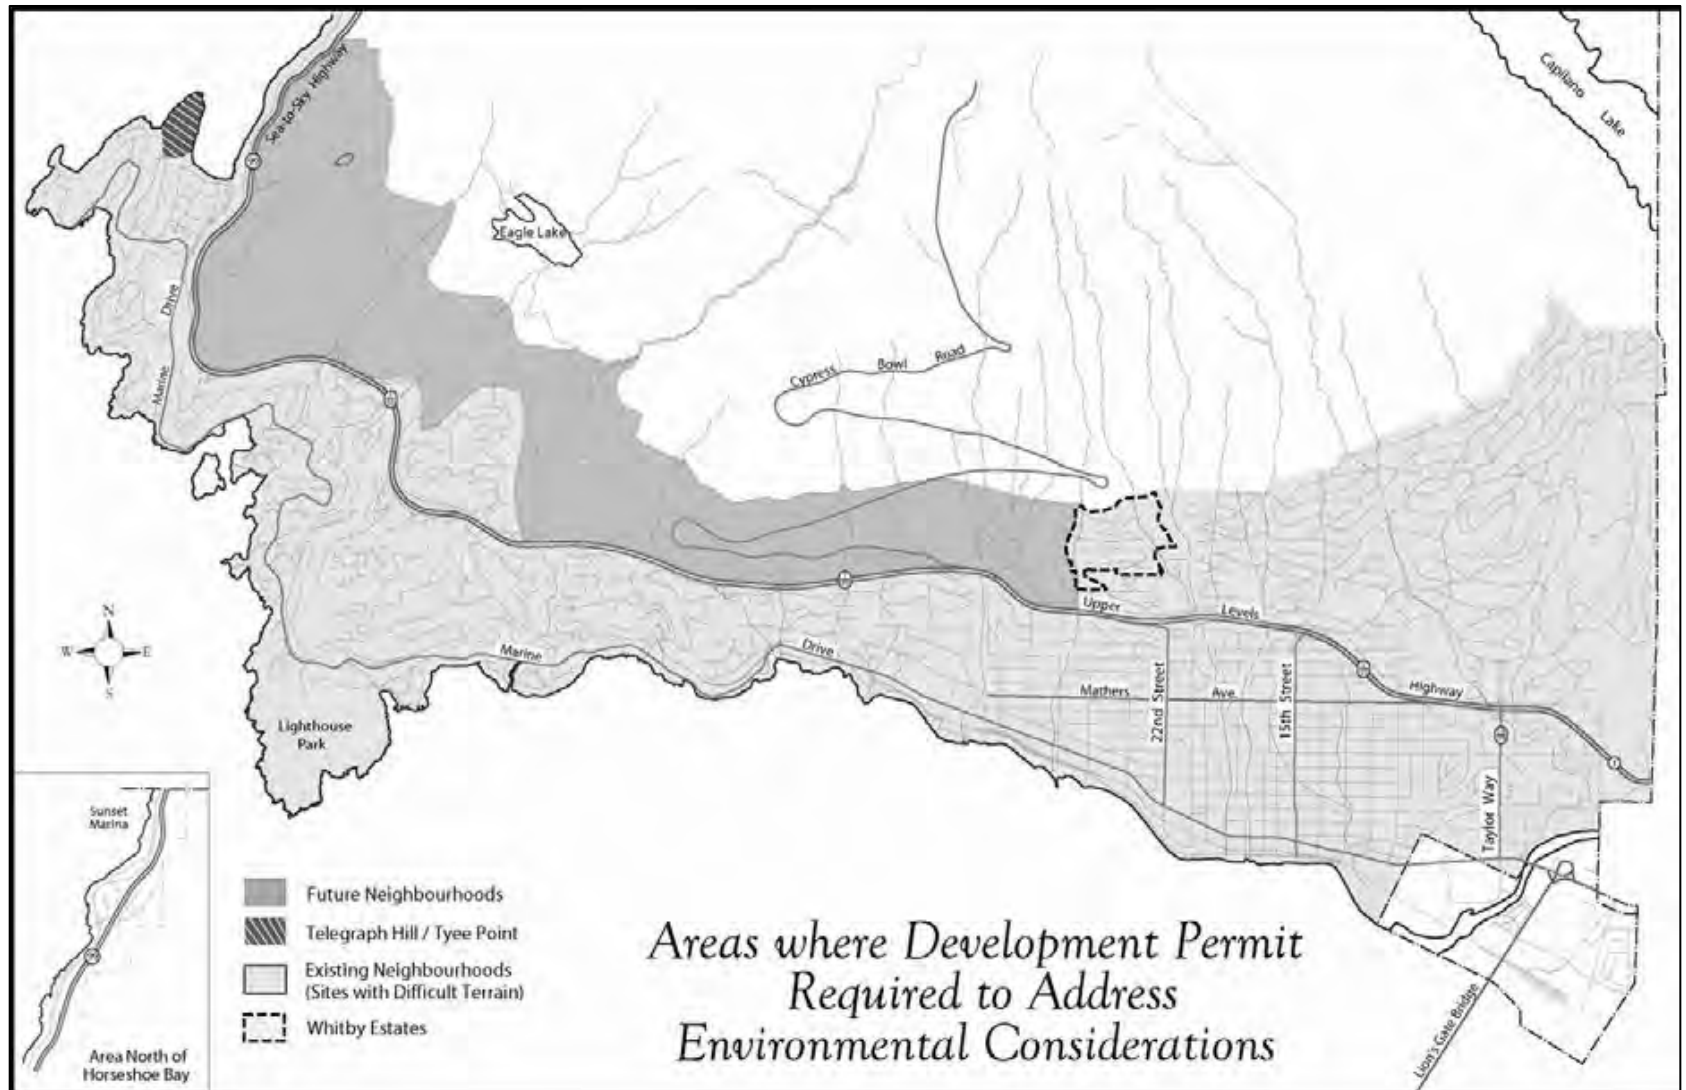 Sea-to-Sky Highway
Capilano
Lake
Eagle Lake
Marine
Drive
Cypress
Bowl
Road
Upper
Levels
Highway
Marine
Drive
Mathers
Ave.
22nd Street
15th Street
Taylor Way
Lighthouse
Park
N
W
E
S
Sunset
Marina
Area North of
Horseshoe Bay
Future Neighbourhoods
Telegraph Hill / Tyee Point
Existing Neighbourhoods
(Sites with Difficult Terrain)
Whitby Estates
Areas where Development Permit
Required to Address
Environmental Considerations
Lion's Gate Bridge